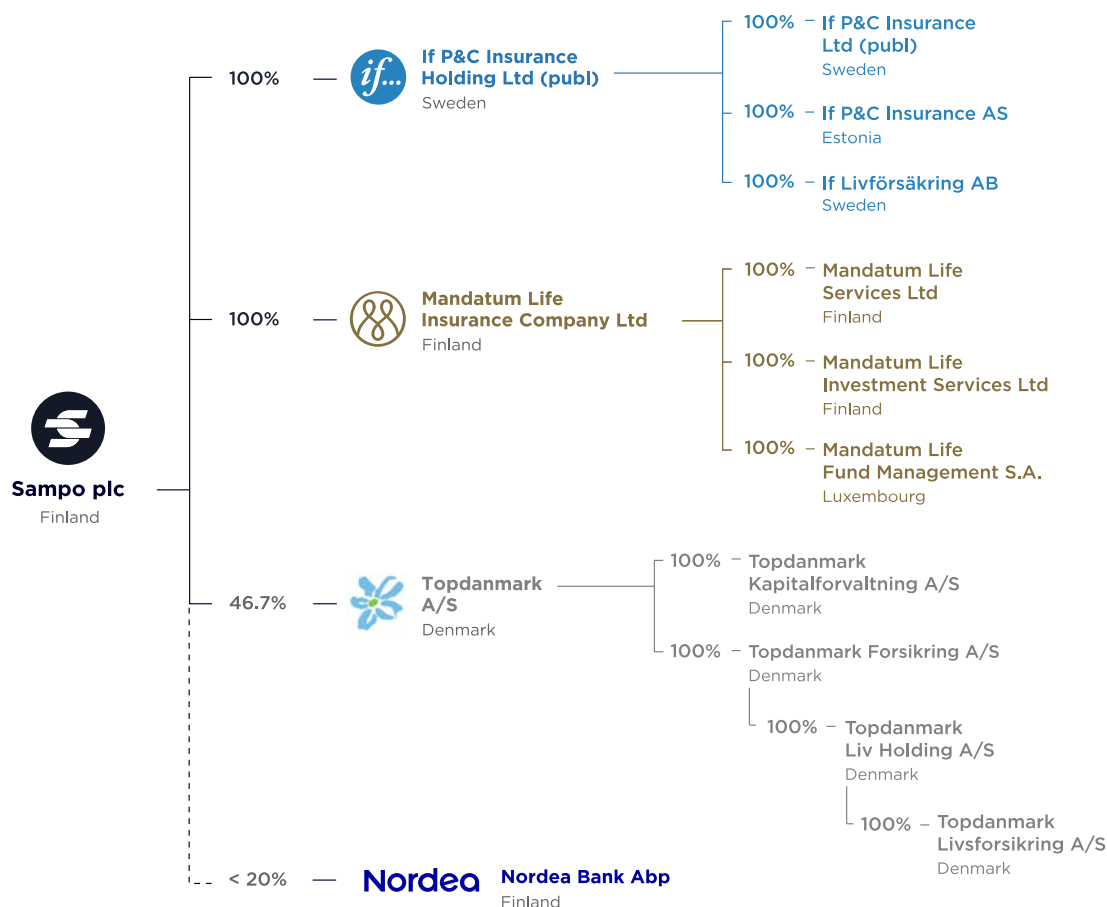 100%
if...
If P&C Insurance
Holding Ltd (publ)
Sweden
100%
If P&C Insurance
Ltd (publ)
Sweden
100%
If P&C Insurance AS
Estonia
100%
If Livförsäkring AB
Sweden
100%
Mandatum Life
Insurance Company Ltd
Finland
100%
Mandatum Life
Services Ltd
Finland
100%
Mandatum Life
Investment Services Ltd
Finland
100%
Mandatum Life
Fund Management S.A.
Luxembourg
Sampo plc
Finland
46.7%
Topdanmark
A/S
Denmark
100%
Topdanmark
Kapitalforvaltning A/S
Denmark
100%
Topdanmark Forsikring A/S
Denmark
100%
Topdanmark
Liv Holding A/S
Denmark
100%
Topdanmark
Livsforsikring A/S
Denmark
< 20%
Nordea
Nordea Bank Abp
Finland